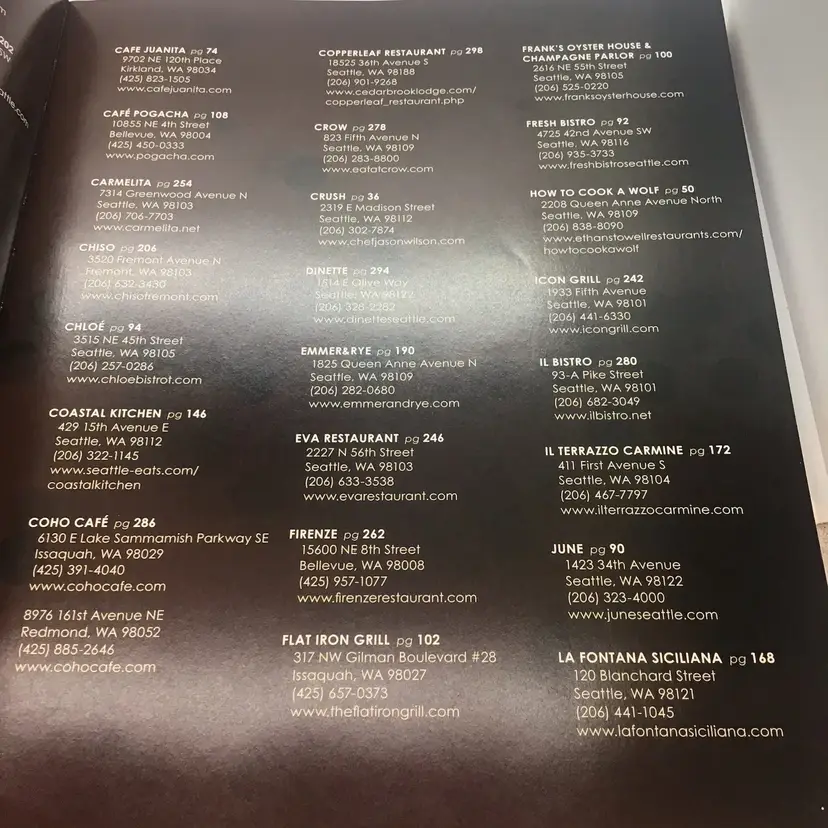 202
SW
CAFE JUANITA pg 74
9702 NE 120th Place
Kirkland, WA 98034
(425) 823-1505
www.cafejuanita.com
CAFÉ POGACHA pg 108
10855 NE 4th Street
Bellevue, WA 98004
(425) 450-0333
www.pogacha.com
CARMELITA pg 254
7314 Greenwood Avenue N
Seattle, WA 98103
(206) 706-7703
www.carmelita.net
CHISO pg 206
3520 Fremont Avenue N
Fremont, WA 98103
(206) 632-3430
www.chisofremont.com
CHLOÉ pg 94
3515 NE 45th Street
Seattle, WA 98105
(206) 257-0286
www.chloebistrot.com
COASTAL KITCHEN pg 146
429 15th Avenue E
Seattle, WA 98112
(206) 322-1145
www.seattle-eats.com/
coastalkitchen
COHO CAFÉ pg 286
6130 E Lake Sammamish Parkway SE
Issaquah, WA 98029
(425) 391-4040
www.cohocafe.com
8976 161st Avenue NE
Redmond, WA 98052
(425) 885-2646
www.cohocafe.com
COPPERLEAF RESTAURANT pg 298
18525 36th Avenue S
Seattle, WA 98188
(206) 901-9268
www.cedarbrooklodge.com/
copperleaf_restaurant.php
CROW pg 278
823 Fifth Avenue N
Seattle, WA 98109
(206) 283-8800
www.eatatcrow.com
CRUSH pg 36
2319 E Madison Street
Seattle, WA 98112
(206) 302-7874
www.chefjasonwilson.com
DINETTE pg 294
1514 E Olive Way
Seattle, WA 98122
(206) 328-2282
www.dinetteseattle.com
EMMER&RYE pg 190
1825 Queen Anne Avenue N
Seattle, WA 98109
(206) 282-0680
www.emmerandrye.com
EVA RESTAURANT pg 246
2227 N 56th Street
Seattle, WA 98103
(206) 633-3538
www.evarestaurant.com
FIRENZE pg 262
15600 NE 8th Street
Bellevue, WA 98008
(425) 957-1077
www.firenzerestaurant.com
FLAT IRON GRILL pg 102
317 NW Gilman Boulevard #28
Issaquah, WA 98027
(425) 657-0373
www.theflatirongrill.com
FRANK'S OYSTER HOUSE &
CHAMPAGNE PARLOR pg 100
2616 NE 55th Street
Seattle, WA 98105
(206) 525-0220
www.franksoysterhouse.com
FRESH BISTRO pg 92
4725 42nd Avenue SW
Seattle, WA 98116
(206) 935-3733
www.freshbistroseattle.com
HOW TO COOK A WOLF pg 50
2208 Queen Anne Avenue North
Seattle, WA 98109
(206) 838-8090
www.ethanstowellrestaurants.com/
howtocookawolf
ICON GRILL pg 242
1933 Fifth Avenue
Seattle, WA 98101
(206) 441-6330
www.icongrill.com
IL BISTRO pg 280
93-A Pike Street
Seattle, WA 98101
(206) 682-3049
www.ilbistro.net
IL TERRAZZO CARMINE pg 172
411 First Avenue S
Seattle, WA 98104
(206) 467-7797
www.ilterrazzocarmine.com
JUNE pg 90
1423 34th Avenue
Seattle, WA 98122
(206) 323-4000
www.juneseattle.com
LA FONTANA SICILIANA pg 168
120 Blanchard Street
Seattle, WA 98121
(206) 441-1045
www.lafontanasiciliana.com